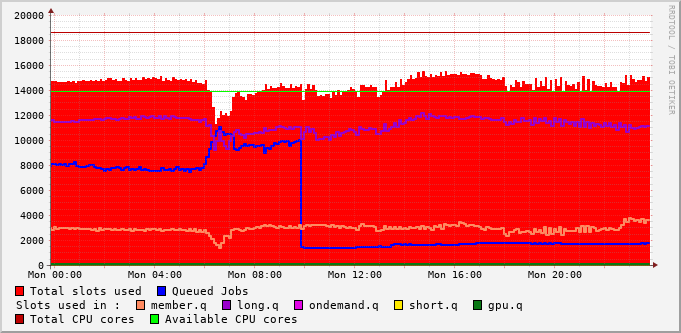 20000
18000
16000
14000
12000
10000
8000
6000
4000
2000
0
Mon 00:00 Mon 04:00 Mon 08:00 Mon 12:00 Mon 16:00 Mon 20:00
Total slots used Queued Jobs
Slots used in : member.q long.q ondemand.q short.q gpu.q
Total CPU cores Available CPU cores
RRDTOOL / TOBI OETIKER